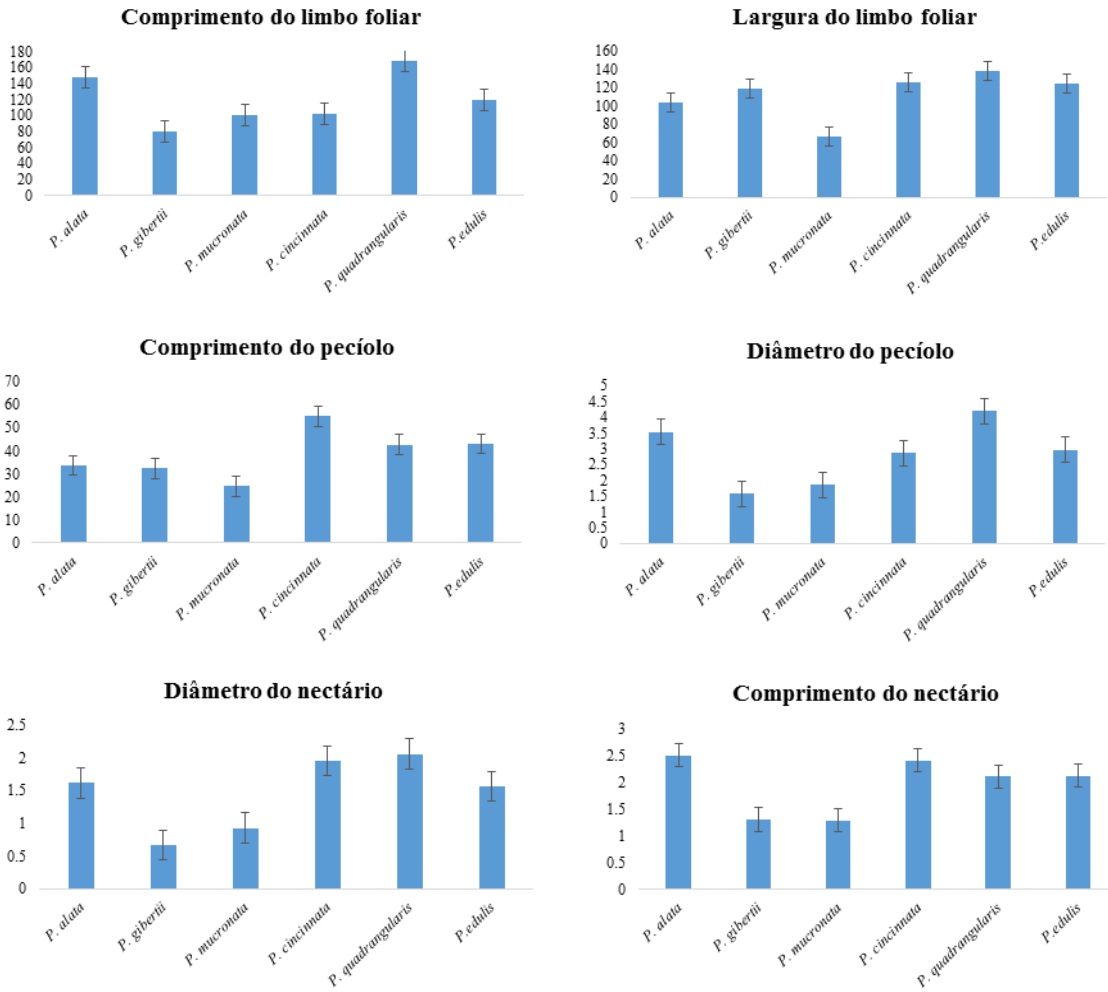 Comprimento do limbo foliar
180
160
140
120
100
80
60
40
20
0
P. alata
P. gibertii
P. mucronata
P. cincinnata
P. quadrangularis
P.edulis
Largura do limbo foliar
160
140
120
100
80
60
40
20
0
P. alata
P. gibertii
P. mucronata
P. cincinnata
P. quadrangularis
P.edulis
Comprimento do pecíolo
70
60
50
40
30
20
10
0
P. alata
P. gibertii
P. mucronata
P. cincinnata
P. quadrangularis
P.edulis
Diâmetro do pecíolo
5
4.5
4
3.5
3
2.5
2
1.5
1
0.5
0
P. alata
P. gibertii
P. mucronata
P. cincinnata
P. quadrangularis
P.edulis
Diâmetro do nectário
2.5
2
1.5
1
0.5
0
P. alata
P. gibertii
P. mucronata
P. cincinnata
P. quadrangularis
P.edulis
Comprimento do nectário
3
2.5
2
1.5
1
0.5
0
P. alata
P. gibertii
P. mucronata
P. cincinnata
P. quadrangularis
P.edulis